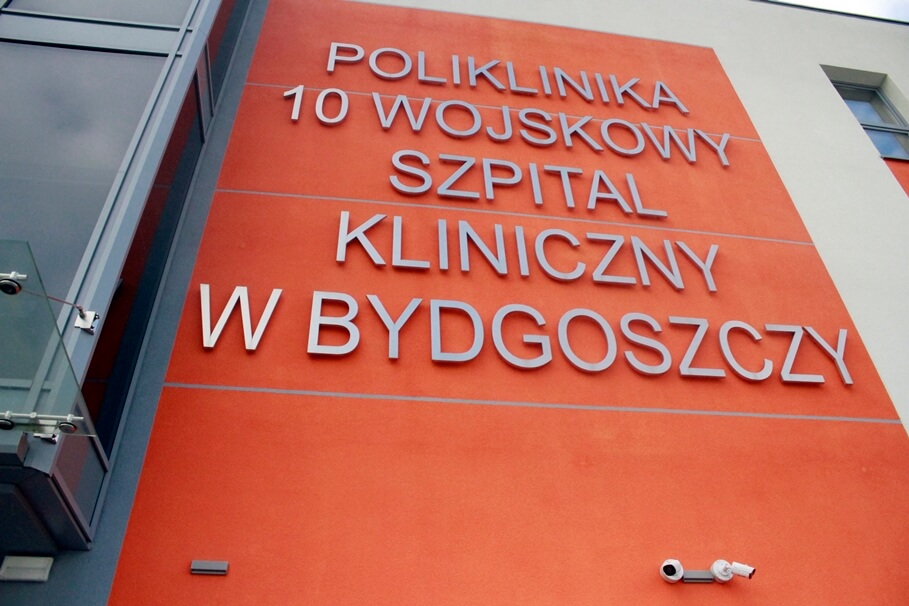 POLIKLINIKA
10 WOJSKOWY
SZPITAL
KLINICZNY
W BYDGOSZCZY